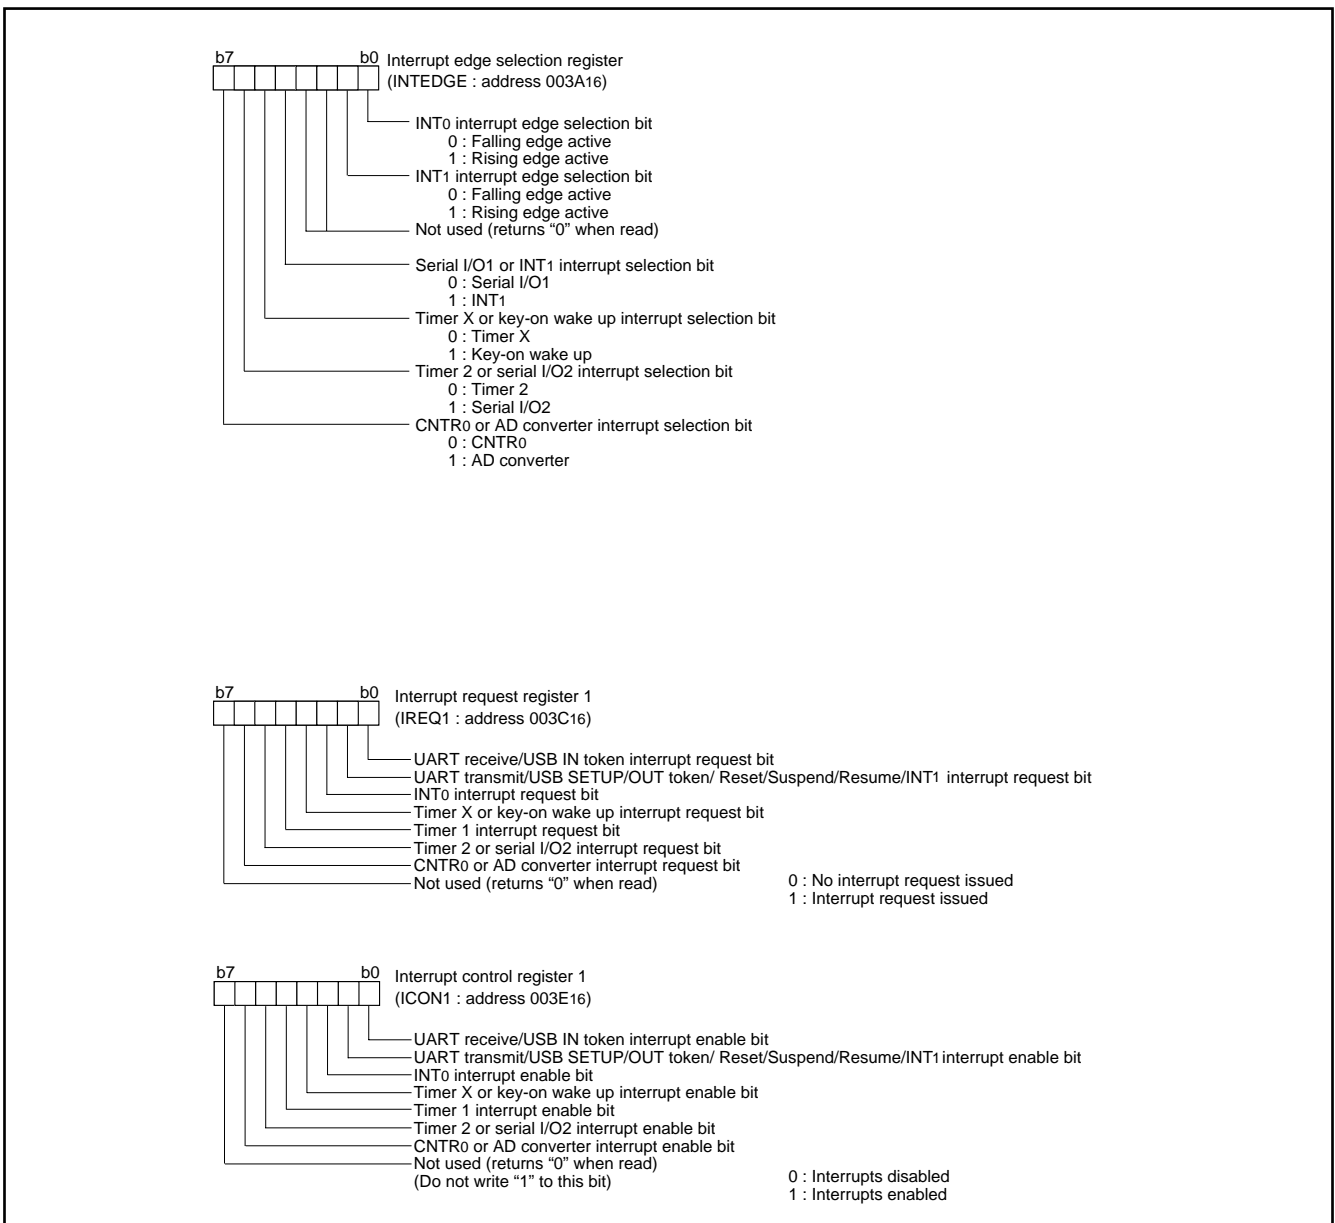 b7 b0 Interrupt edge selection register
(INTEDGE : address 003A16)
INT0 interrupt edge selection bit
0 : Falling edge active
1 : Rising edge active
INT1 interrupt edge selection bit
0 : Falling edge active
1 : Rising edge active
Not used (returns “0” when read)
Serial I/O1 or INT1 interrupt selection bit
0 : Serial I/O1
1 : INT1
Timer X or key-on wake up interrupt selection bit
0 : Timer X
1 : Key-on wake up
Timer 2 or serial I/O2 interrupt selection bit
0 : Timer 2
1 : Serial I/O2
CNTR0 or AD converter interrupt selection bit
0 : CNTR0
1 : AD converter
b7 b0 Interrupt request register 1
(IREQ1 : address 003C16)
UART receive/USB IN token interrupt request bit
UART transmit/USB SETUP/OUT token/ Reset/Suspend/Resume/INT1 interrupt request bit
INT0 interrupt request bit
Timer X or key-on wake up interrupt request bit
Timer 1 interrupt request bit
Timer 2 or serial I/O2 interrupt request bit
CNTR0 or AD converter interrupt request bit
Not used (returns “0” when read)
0 : No interrupt request issued
1 : Interrupt request issued
b7 b0 Interrupt control register 1
(ICON1 : address 003E16)
UART receive/USB IN token interrupt enable bit
UART transmit/USB SETUP/OUT token/ Reset/Suspend/Resume/INT1 interrupt enable bit
INT0 interrupt enable bit
Timer X or key-on wake up interrupt enable bit
Timer 1 interrupt enable bit
Timer 2 or serial I/O2 interrupt enable bit
CNTR0 or AD converter interrupt enable bit
Not used (returns “0” when read)
(Do not write “1” to this bit)
0 : Interrupts disabled
1 : Interrupts enabled